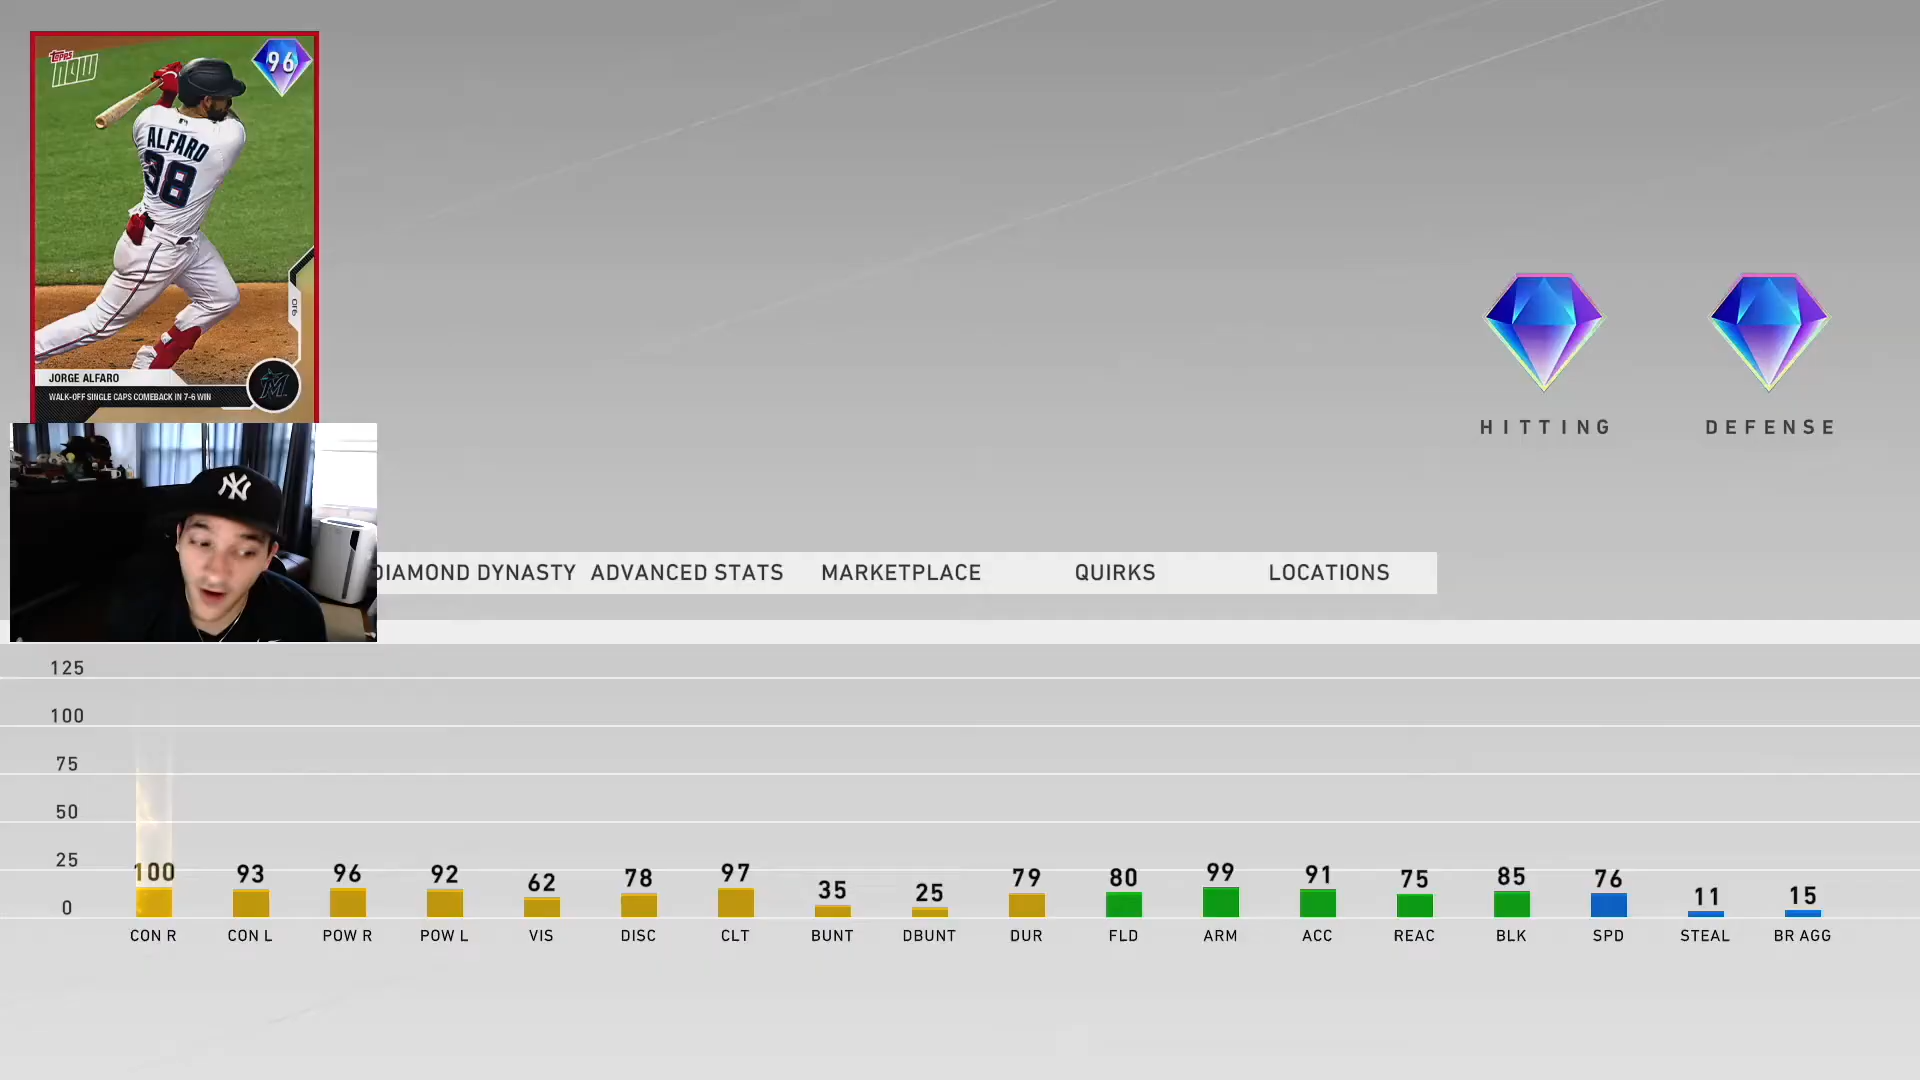 topps
NOW
96
ALFARO
38
JORGE ALFARO
WALK-OFF SINGLE CAPS COMEBACK IN 7-6 WIN
M
NY
HITTING
DEFENSE
DIAMOND DYNASTY
ADVANCED STATS
MARKETPLACE
QUIRKS
LOCATIONS
125
100
75
50
25
0
100 93 96 92 62 78 97 35 25 79 80 99 91 75 85 76 11 15
CON R CON L POW R POW L VIS DISC CLT BUNT DBUNT DUR FLD ARM ACC REAC BLK SPD STEAL BR AGG